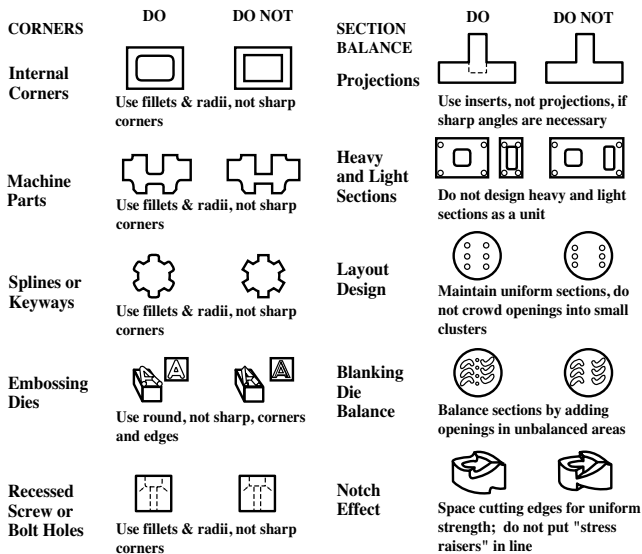 DO DO NOT
CORNERS
Internal
Corners
Use fillets & radii, not sharp
corners
Machine
Parts
Use fillets & radii, not sharp
corners
Splines or
Keyways
Use fillets & radii, not sharp
corners
Embossing
Dies
A A
Use round, not sharp, corners
and edges
Recessed
Screw or
Bolt Holes
Use fillets & radii, not sharp
corners
DO DO NOT
SECTION
BALANCE
Projections
Use inserts, not projections, if
sharp angles are necessary
Heavy
and Light
Sections
Do not design heavy and light
sections as a unit
Layout
Design
Maintain uniform sections, do
not crowd openings into small
clusters
Blanking
Die
Balance
Balance sections by adding
openings in unbalanced areas
Notch
Effect
Space cutting edges for uniform
strength; do not put "stress
raisers" in line